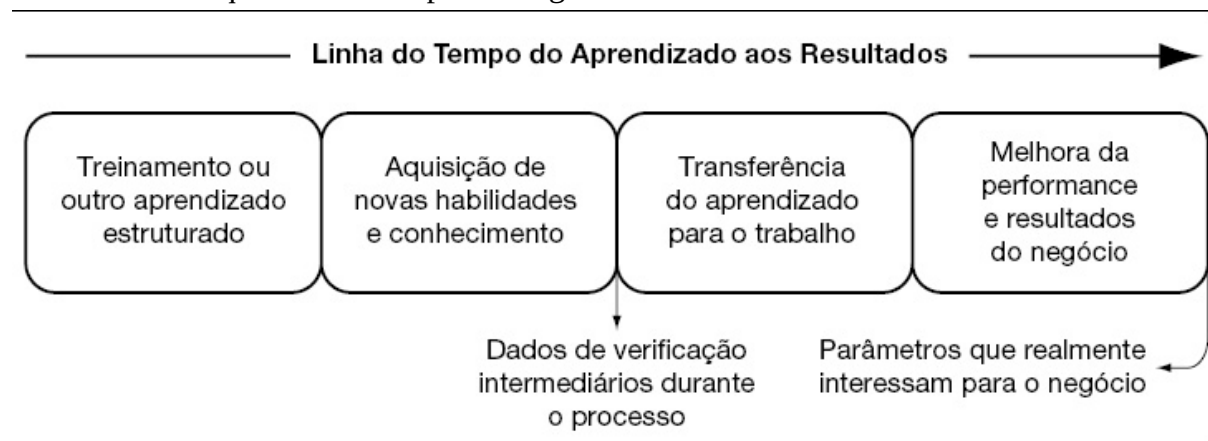 Linha do Tempo do Aprendizado aos Resultados
Treinamento ou
outro aprendizado
estruturado
Aquisição de
novas habilidades
e conhecimento
Transferência
do aprendizado
para o trabalho
Melhora da
performance
e resultados
do negócio
Dados de verificação
intermediários durante
o processo
Parâmetros que realmente
interessam para o negócio